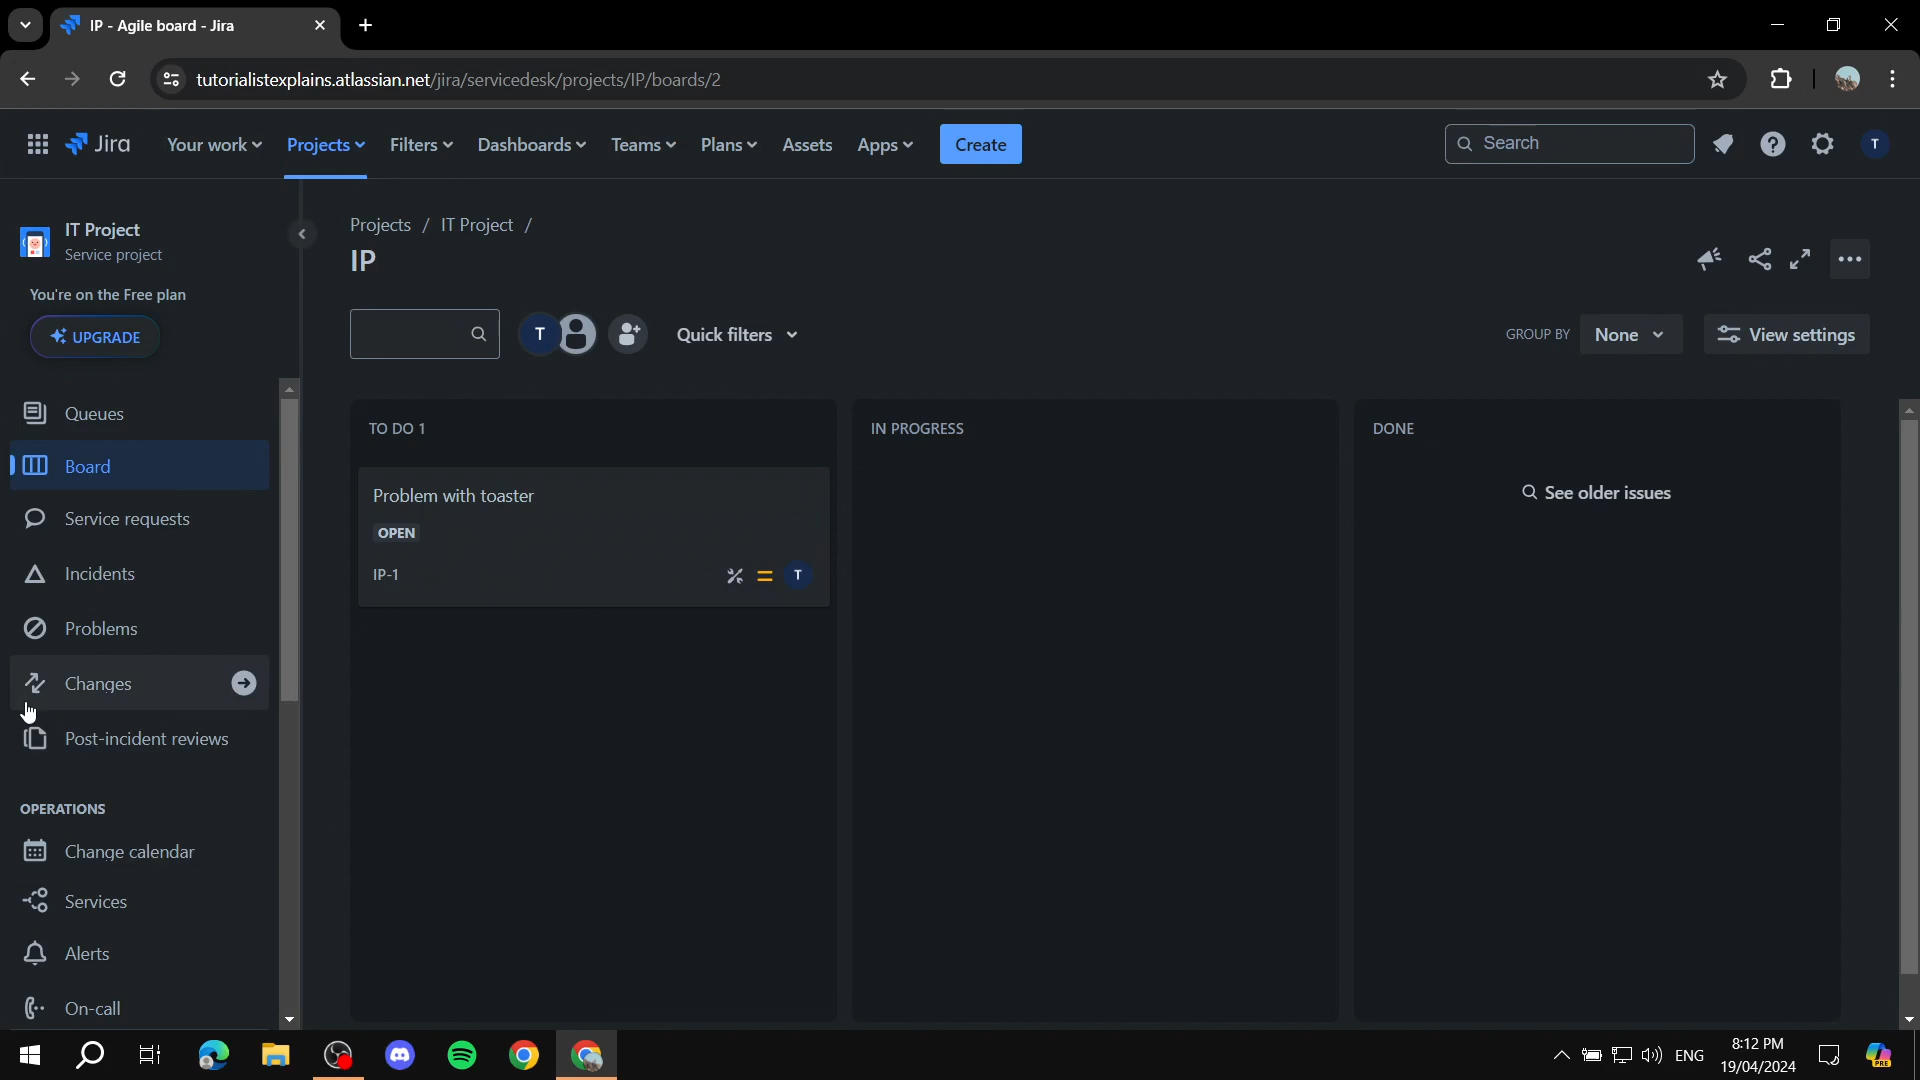 IP - Agile board - Jira
tutorialistexplains.atlassian.net/jira/servicedesk/projects/IP/boards/2
Jira
Your work
Projects
Filters
Dashboards
Teams
Plans
Assets
Apps
Create
Search
T
IT Project
Service project
You're on the Free plan
UPGRADE
Queues
Board
Service requests
Incidents
Problems
Changes
Post-incident reviews
OPERATIONS
Change calendar
Services
Alerts
On-call
Projects / IT Project /
IP
T
Quick filters
GROUP BY
None
View settings
TO DO 1
Problem with toaster
OPEN
IP-1
T
IN PROGRESS
DONE
See older issues
ENG
8:12 PM
19/04/2024
PRE